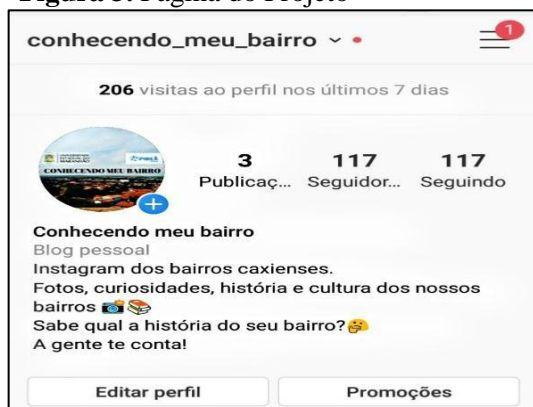 Figura 3: Página do Projeto
conhecendo_meu_bairro
1
206 visitas ao perfil nos últimos 7 dias
CONHECENDO MEU BAIRRO
3 117 117
Publicaç... Seguidor... Seguindo
Conhecendo meu bairro
Blog pessoal
Instagram dos bairros caxienses.
Fotos, curiosidades, história e cultura dos nossos
bairros 📸📚
Sabe qual a história do seu bairro?🤔
A gente te conta!
Editar perfil Promoções